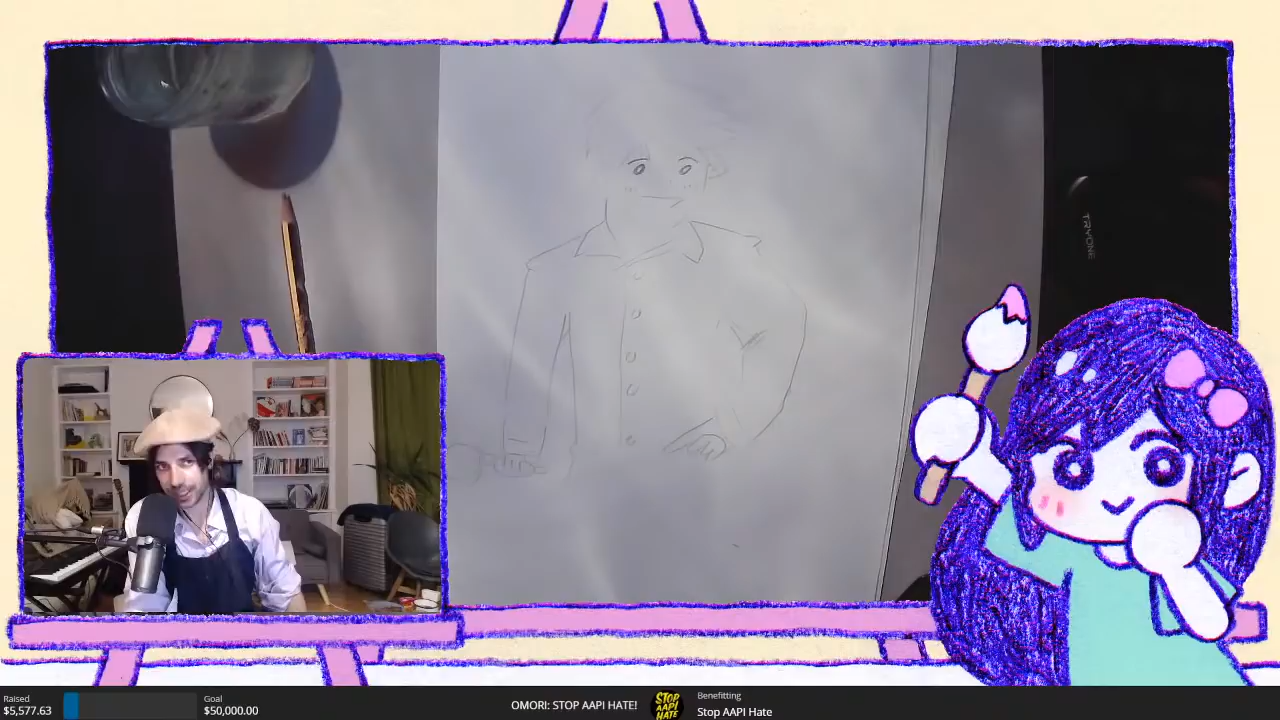 TRYONE
Raised
$5,577.63
Goal
$50,000.00
OMORI: STOP AAPI HATE!
STOP
AAPI
HATE
Benefitting
Stop AAPI Hate